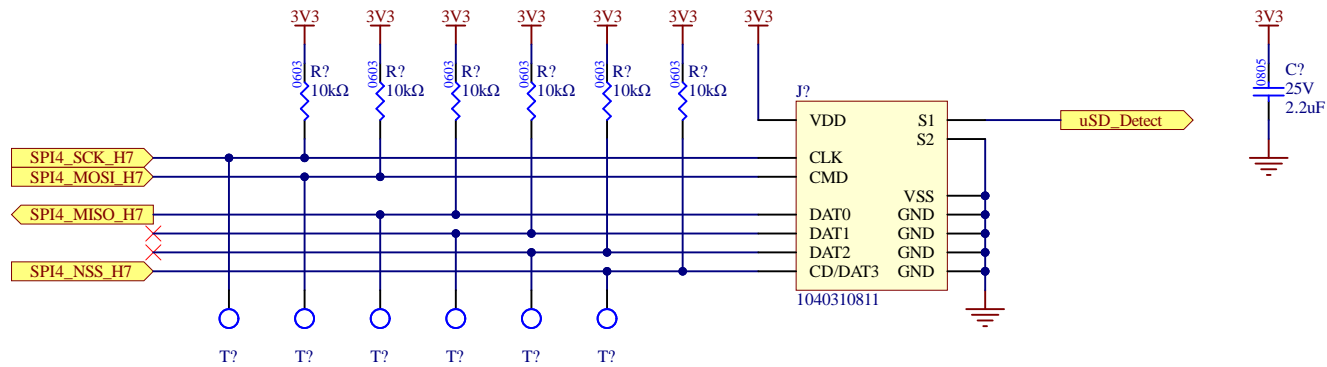 3V3 3V3 3V3 3V3 3V3 3V3 3V3 3V3
0603 R? 0603 R? 0603 R? 0603 R? 0603 R? 0603 R? 0805 C?
10kΩ 10kΩ 10kΩ 10kΩ 10kΩ 10kΩ 25V
2.2uF
J?
VDD S1 uSD_Detect
S2
SPI4_SCK_H7 CLK
SPI4_MOSI_H7 CMD
VSS
SPI4_MISO_H7 DAT0 GND
DAT1 GND
DAT2 GND
SPI4_NSS_H7 CD/DAT3 GND
1040310811
T? T? T? T? T? T?